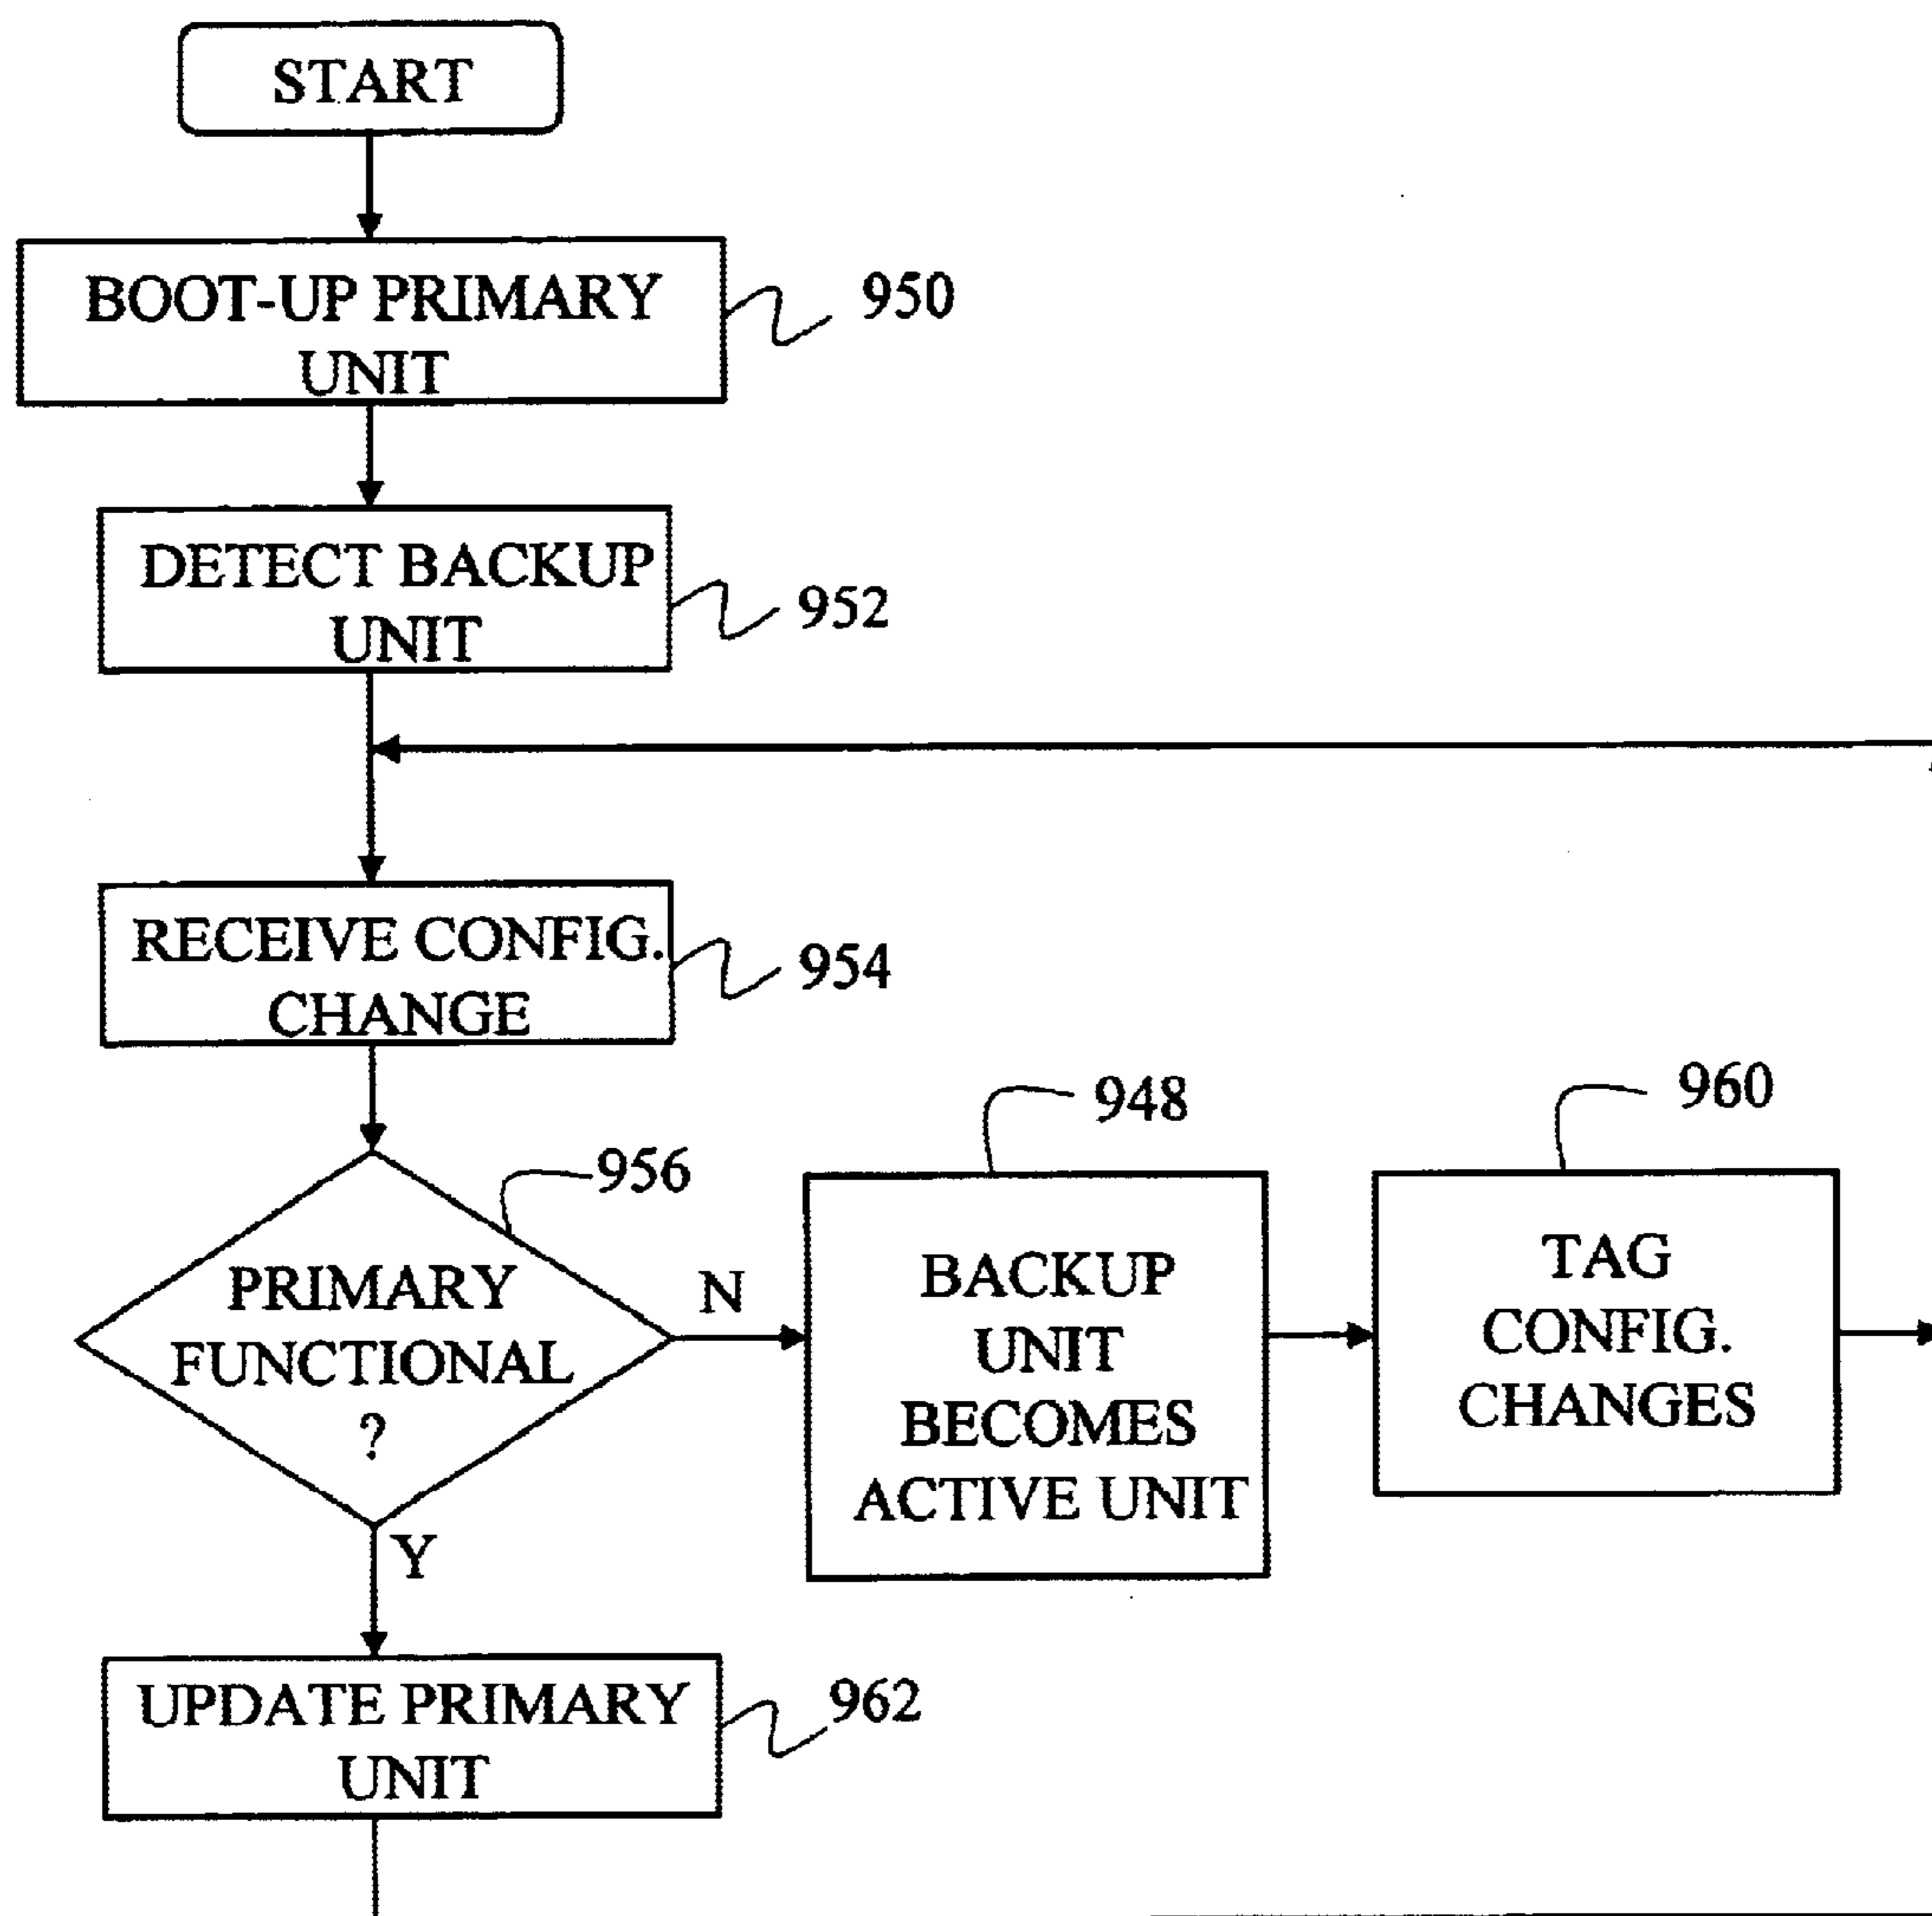 START
BOOT-UP PRIMARY
UNIT
950
DETECT BACKUP
UNIT
952
RECEIVE CONFIG.
CHANGE
954
956
PRIMARY
FUNCTIONAL
?
N
Y
948
BACKUP
UNIT
BECOMES
ACTIVE UNIT
960
TAG
CONFIG.
CHANGES
UPDATE PRIMARY
UNIT
962